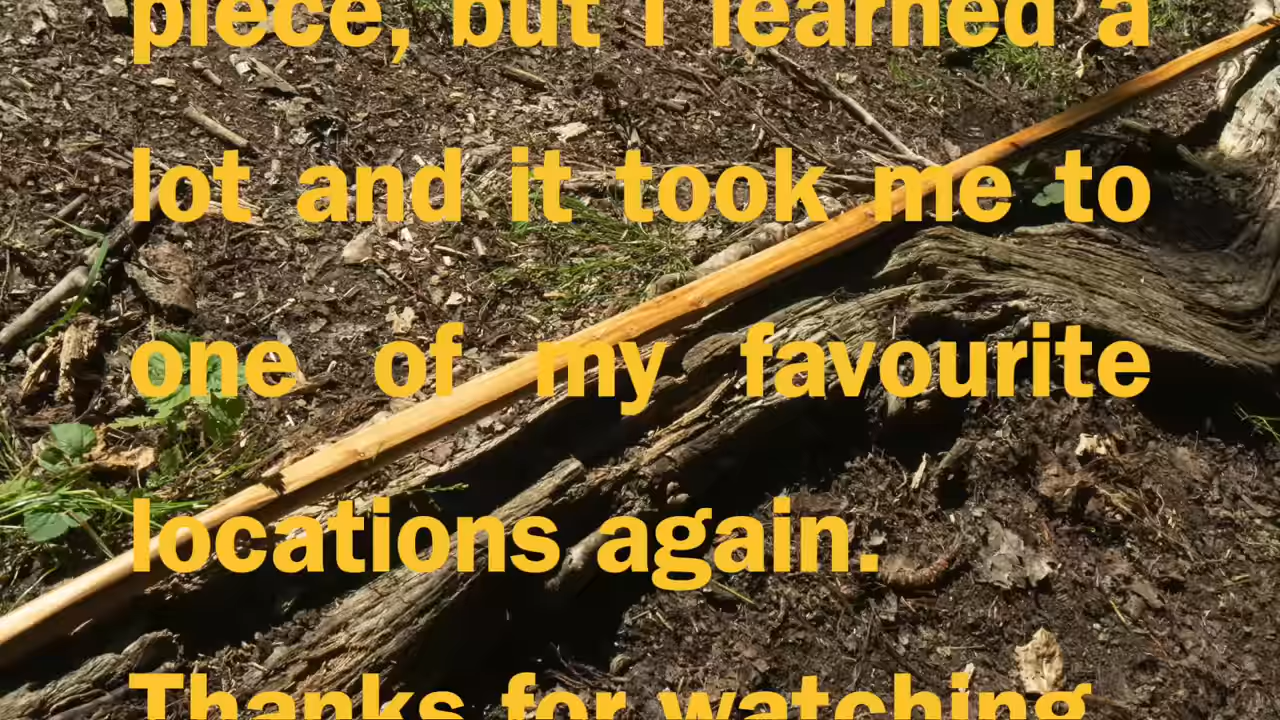 piece, but I learned a
lot and it took me to
one of my favourite
locations again.
Thanks for watching